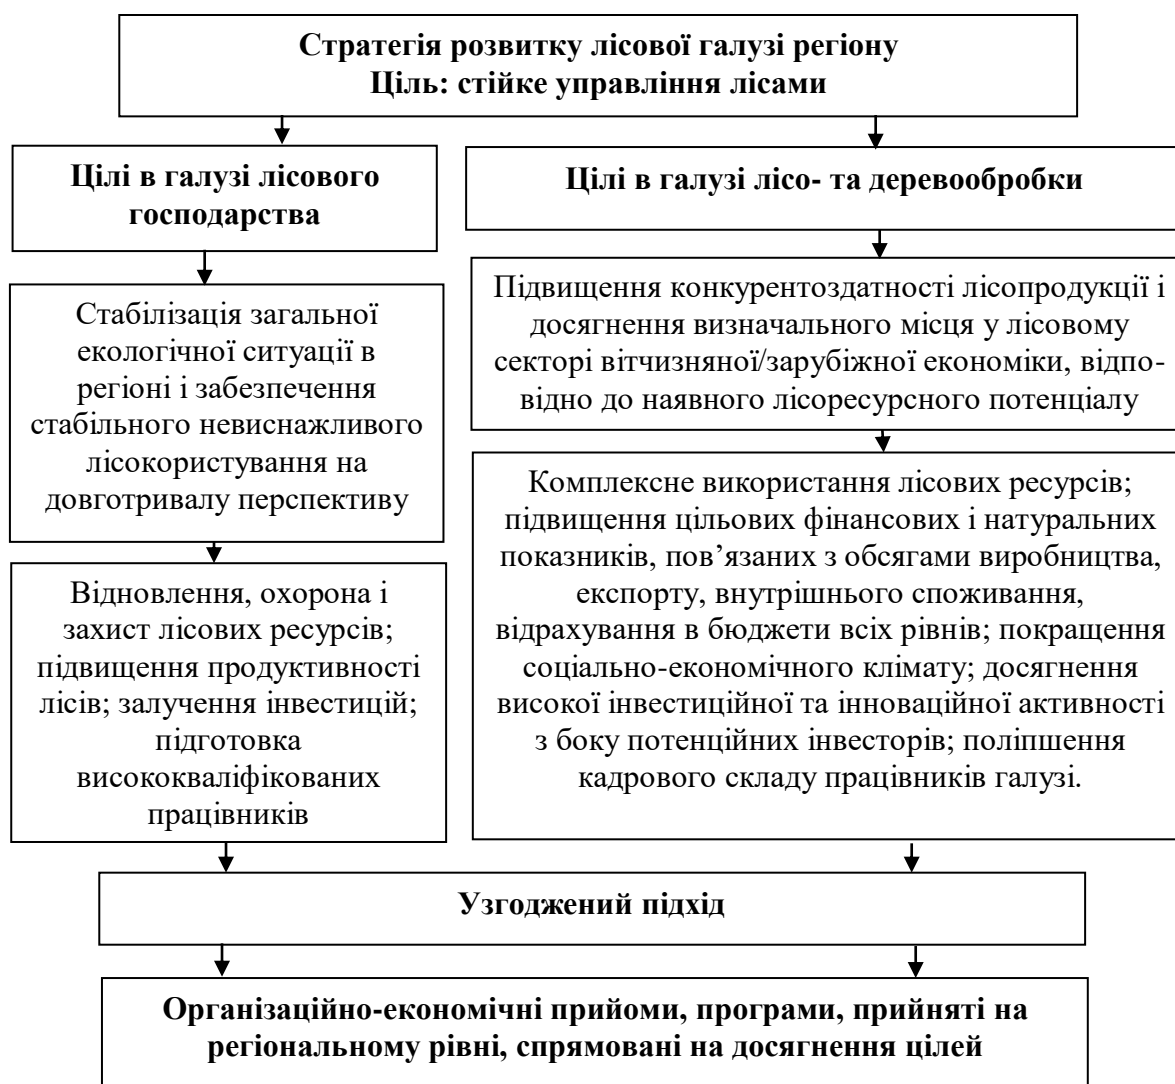 Стратегія розвитку лісової галузі регіону
Ціль: стійке управління лісами
Цілі в галузі лісового
господарства
Цілі в галузі лісо- та деревообробки
Стабілізація загальної
екологічної ситуації в
регіоні і забезпечення
стабільного невиснажливого
лісокористування на
довготривалу перспективу
Підвищення конкурентоздатності лісопродукції і
досягнення визначального місця у лісовому
секторі вітчизняної/зарубіжної економіки, відпо-
відно до наявного лісоресурсного потенціалу
Відновлення, охорона і
захист лісових ресурсів;
підвищення продуктивності
лісів; залучення інвестицій;
підготовка
висококваліфікованих
працівників
Комплексне використання лісових ресурсів;
підвищення цільових фінансових і натуральних
показників, пов’язаних з обсягами виробництва,
експорту, внутрішнього споживання,
відрахування в бюджети всіх рівнів; покращення
соціально-економічного клімату; досягнення
високої інвестиційної та інноваційної активності
з боку потенційних інвесторів; поліпшення
кадрового складу працівників галузі.
Узгоджений підхід
Організаційно-економічні прийоми, програми, прийняті на
регіональному рівні, спрямовані на досягнення цілей